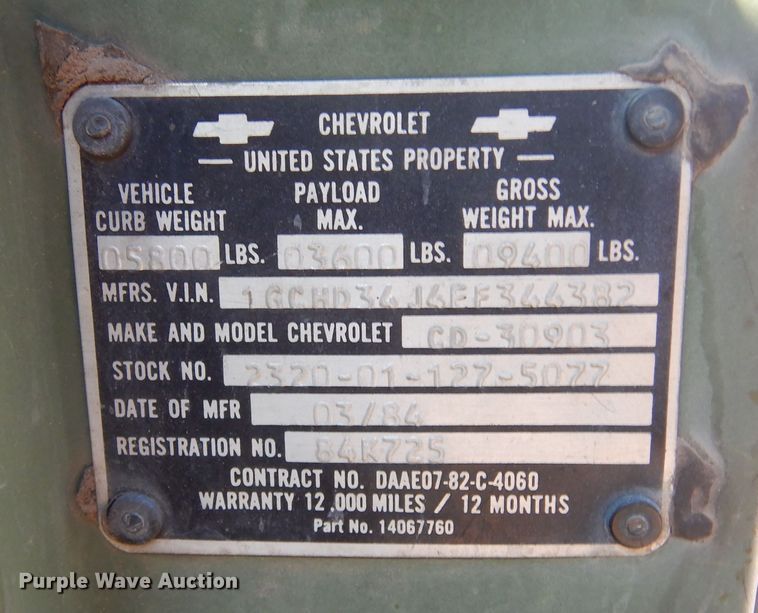 CHEVROLET
UNITED STATES PROPERTY
VEHICLE CURB WEIGHT 05800 LBS.
PAYLOAD MAX. 03600 LBS.
GROSS WEIGHT MAX. 09400 LBS.
MFRS. V.I.N. 1GCHD34J4EF344382
MAKE AND MODEL CHEVROLET CD-30903
STOCK NO. 2320-01-127-5077
DATE OF MFR 03/84
REGISTRATION NO. 84K725
CONTRACT NO. DAAE07-82-C-4060
WARRANTY 12,000 MILES / 12 MONTHS
Part No. 14067760
Purple Wave Auction